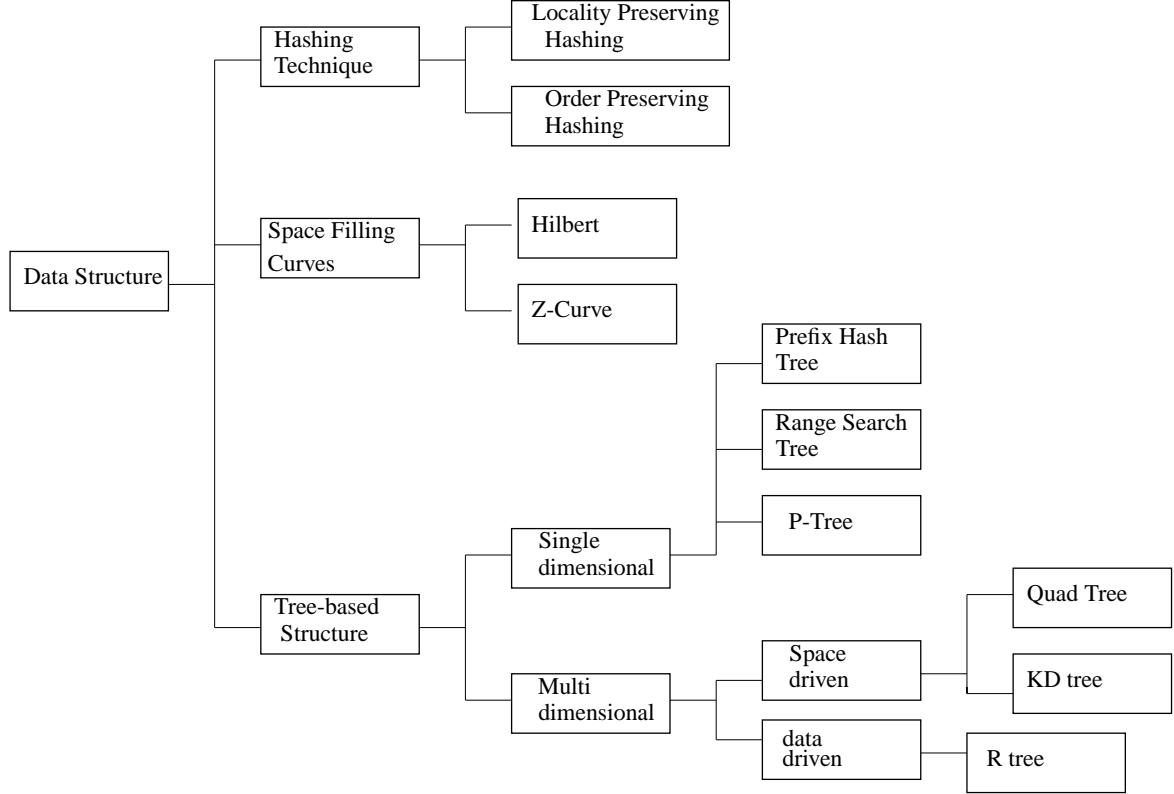 Locality Preserving
Hashing
Hashing
Technique
Order Preserving
Hashing
Space Filling
Curves
Hilbert
Z-Curve
Data Structure
Prefix Hash
Tree
Range Search
Tree
P-Tree
Single
dimensional
Tree-based
Structure
Quad Tree
Space
driven
Multi
dimensional
KD tree
data
driven
R tree